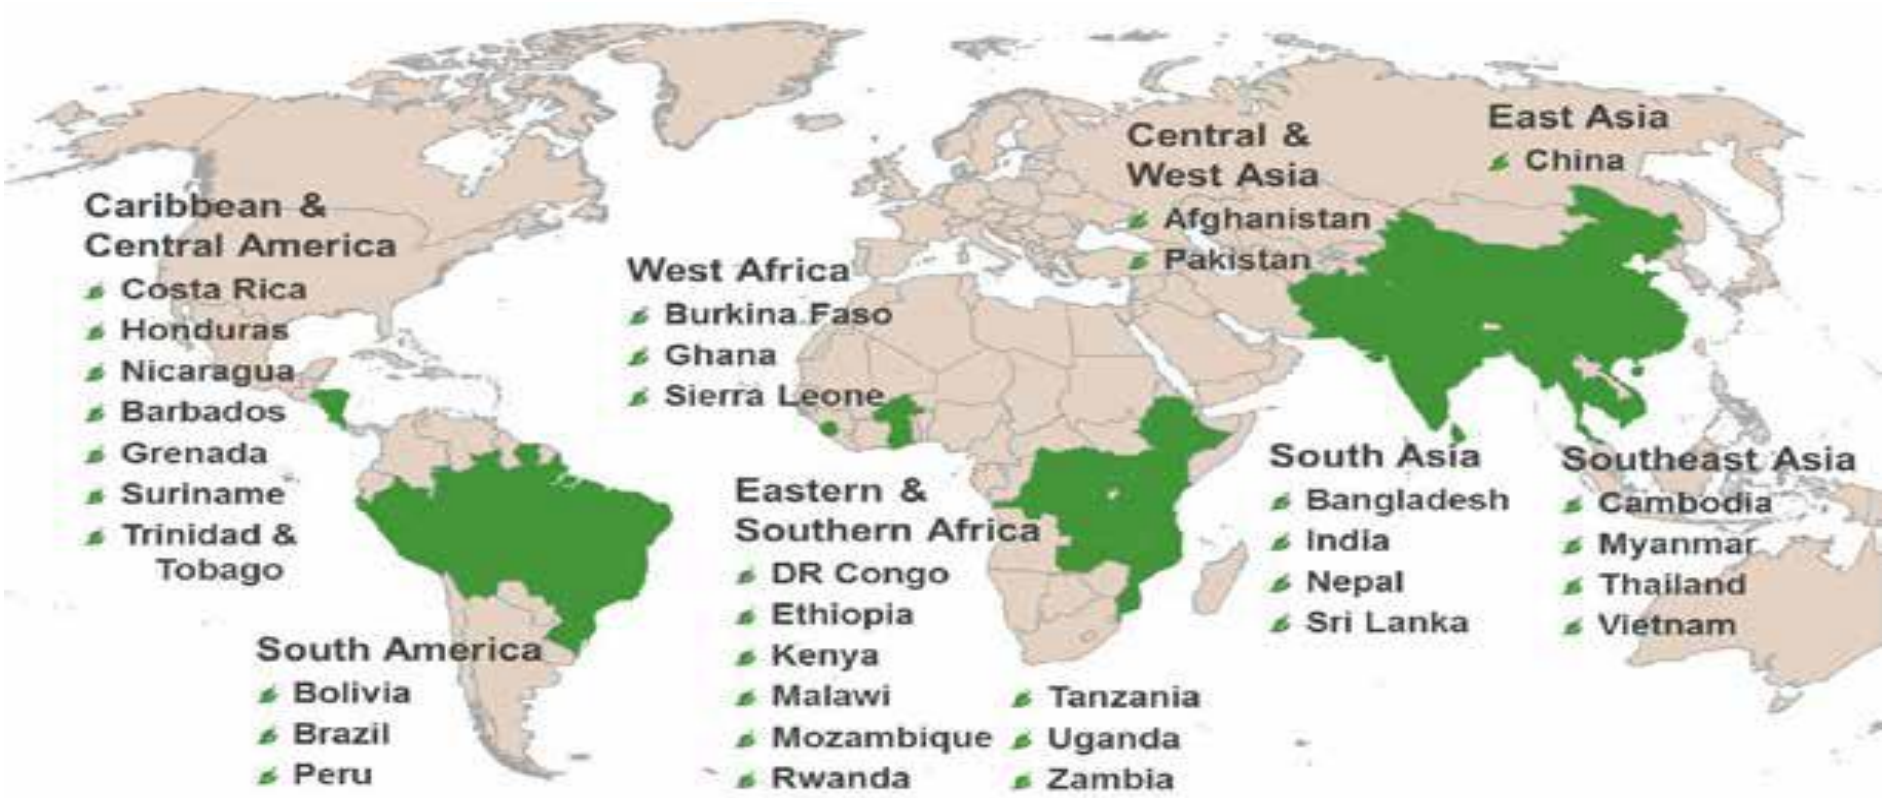 Caribbean &
Central America
Costa Rica
Honduras
Nicaragua
Barbados
Grenada
Suriname
Trinidad &
Tobago
South America
Bolivia
Brazil
Peru
West Africa
Burkina Faso
Ghana
Sierra Leone
Eastern &
Southern Africa
DR Congo
Ethiopia
Kenya
Malawi
Mozambique
Rwanda
Tanzania
Uganda
Zambia
Central &
West Asia
Afghanistan
Pakistan
East Asia
China
South Asia
Bangladesh
India
Nepal
Sri Lanka
Southeast Asia
Cambodia
Myanmar
Thailand
Vietnam